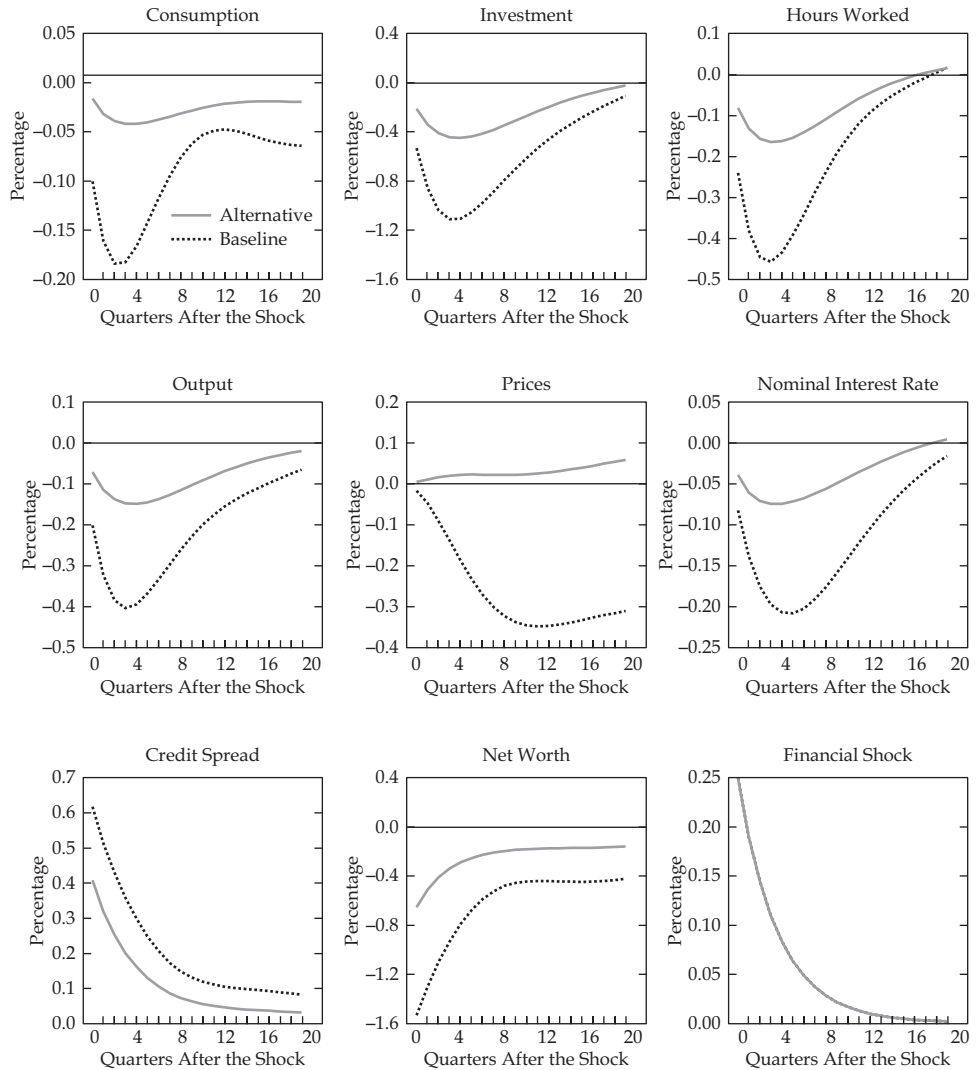 Consumption
Investment
Hours Worked
Percentage
0.05
0.00
−0.05
−0.10
−0.15
−0.20
Alternative
Baseline
0 4 8 12 16 20
Quarters After the Shock
Percentage
0.4
0.0
−0.4
−0.8
−1.2
−1.6
0 4 8 12 16 20
Quarters After the Shock
Percentage
0.1
0.0
−0.1
−0.2
−0.3
−0.4
−0.5
0 4 8 12 16 20
Quarters After the Shock
Output
Prices
Nominal Interest Rate
Percentage
0.1
0.0
−0.1
−0.2
−0.3
−0.4
−0.5
0 4 8 12 16 20
Quarters After the Shock
Percentage
0.2
0.1
0.0
−0.1
−0.2
−0.3
−0.4
0 4 8 12 16 20
Quarters After the Shock
Percentage
0.05
0.00
−0.05
−0.10
−0.15
−0.20
−0.25
0 4 8 12 16 20
Quarters After the Shock
Credit Spread
Net Worth
Financial Shock
Percentage
0.7
0.6
0.5
0.4
0.3
0.2
0.1
0.0
0 4 8 12 16 20
Quarters After the Shock
Percentage
0.4
0.0
−0.4
−0.8
−1.2
−1.6
0 4 8 12 16 20
Quarters After the Shock
Percentage
0.25
0.20
0.15
0.10
0.05
0.00
0 4 8 12 16 20
Quarters After the Shock